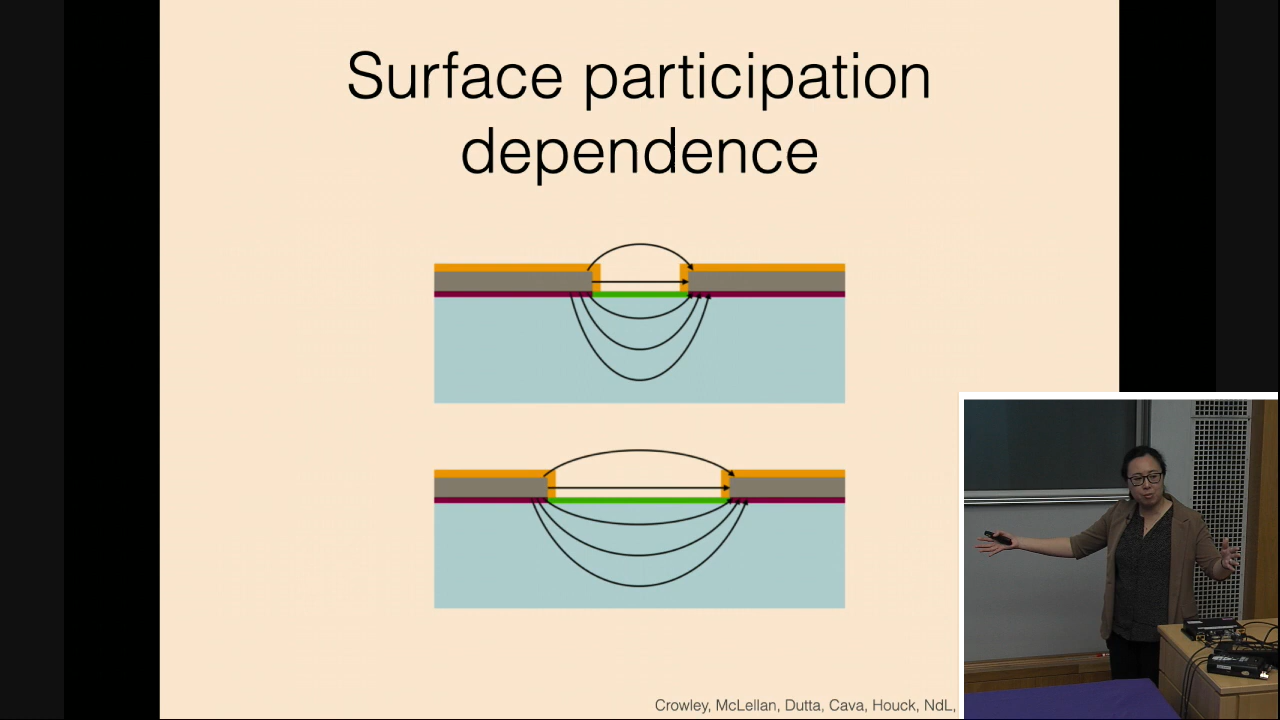 Surface participation
dependence
Crowley, McLellan, Dutta, Cava, Houck, NdL,